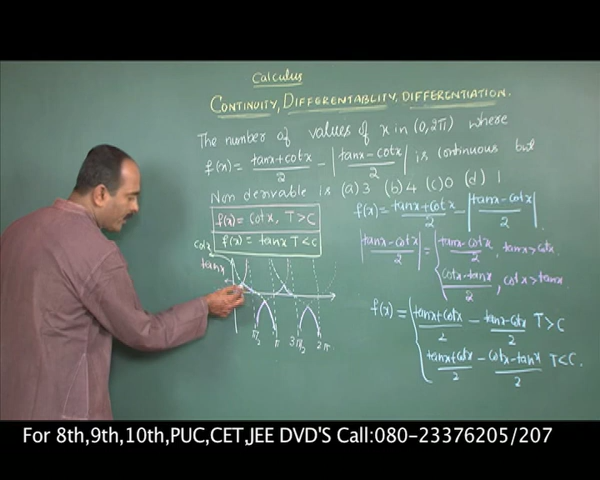 Calculus
CONTINUITY, DIFFERENTABLITY, DIFFERENTIATION.
The number of values of x in (0,2π) where
f(x) = (tanx+cotx)/2 - |(tanx-cotx)/2| is continuous but
Non derivable is (a) 3 (b) 4 (c) 0 (d) 1
f(x) = cotx, T>C
f(x) = tanx T<C
f(x) = (tanx+cotx)/2 - |(tanx-cotx)/2|.
|(tanx-cotx)/2| = { (tanx-cotx)/2, tanx>cotx.
(cotx-tanx)/2, cotx>tanx
f(x) = { (tanx+cotx)/2 - (tanx-cotx)/2 T>C
(tanx+cotx)/2 - (cotx-tanx)/2 T<C.
cotx
tanx
π/2 π 3π/2 2π
For 8th,9th,10th,PUC,CET,JEE DVD'S Call:080-23376205/207